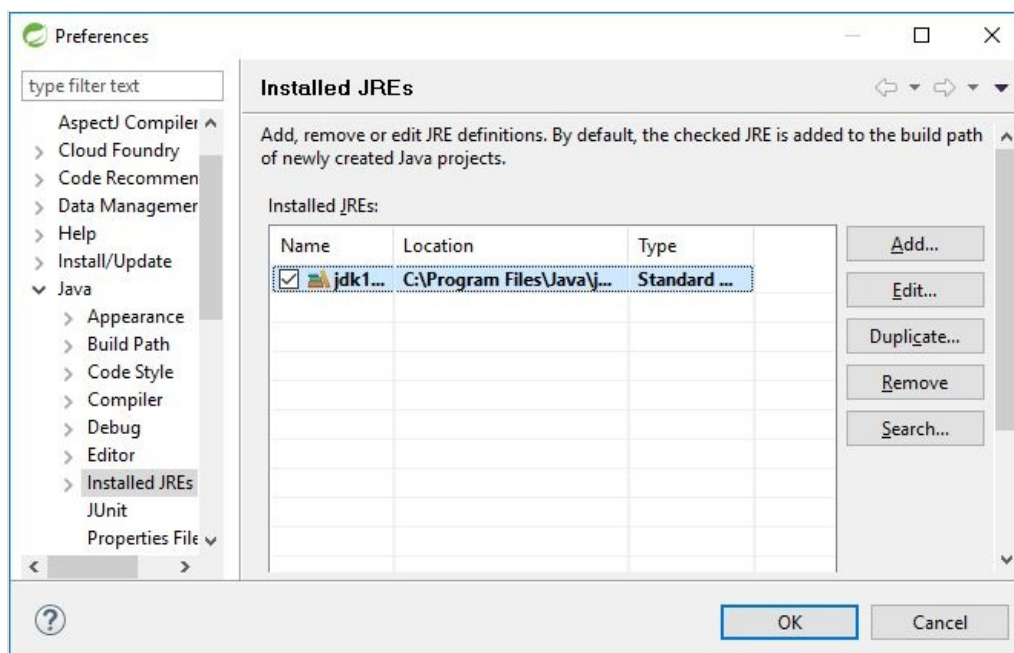 Preferences
type filter text
Installed JREs
AspectJ Compiler
Cloud Foundry
Code Recommen
Data Managemer
Help
Install/Update
Java
Appearance
Build Path
Code Style
Compiler
Debug
Editor
Installed JREs
JUnit
Properties File
Add, remove or edit JRE definitions. By default, the checked JRE is added to the build path
of newly created Java projects.
Installed JREs:
Name Location Type
jdk1... C:\Program Files\Java\j... Standard ...
Add...
Edit...
Duplicate...
Remove
Search...
?
OK Cancel